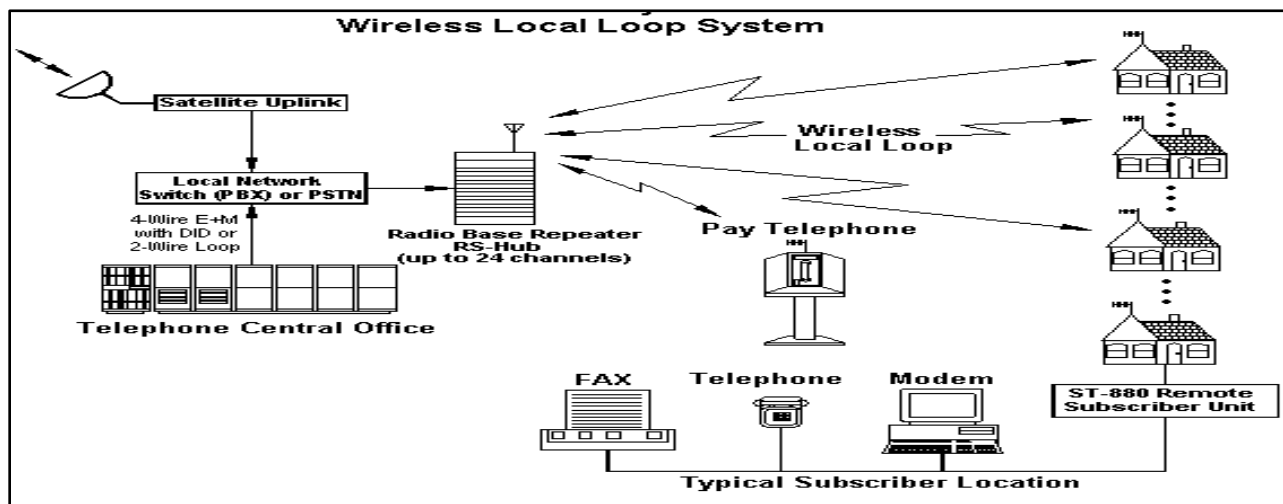 Wireless Local Loop System
Satellite Uplink
Wireless
Local Loop
Local Network
Switch (PBX) or PSTN
4-Wire E+M
with DID or
2-Wire Loop
Radio Base Repeater
RS-Hub
(up to 24 channels)
Pay Telephone
Telephone Central Office
FAX
Telephone
Modem
ST-880 Remote
Subscriber Unit
Typical Subscriber Location